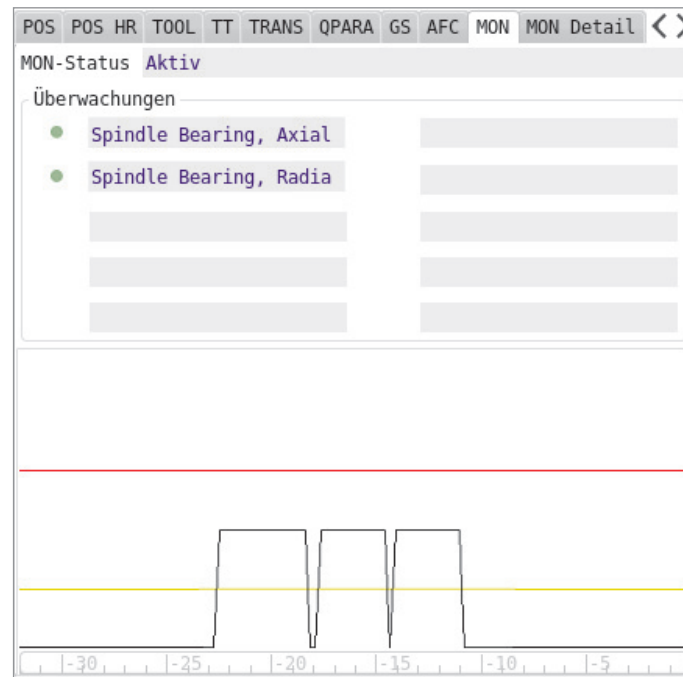 POS POS HR TOOL TT TRANS QPARA GS AFC MON MON Detail
MON-Status Aktiv
Überwachungen
Spindle Bearing, Axial
Spindle Bearing, Radia
-30 -25 -20 -15 -10 -5